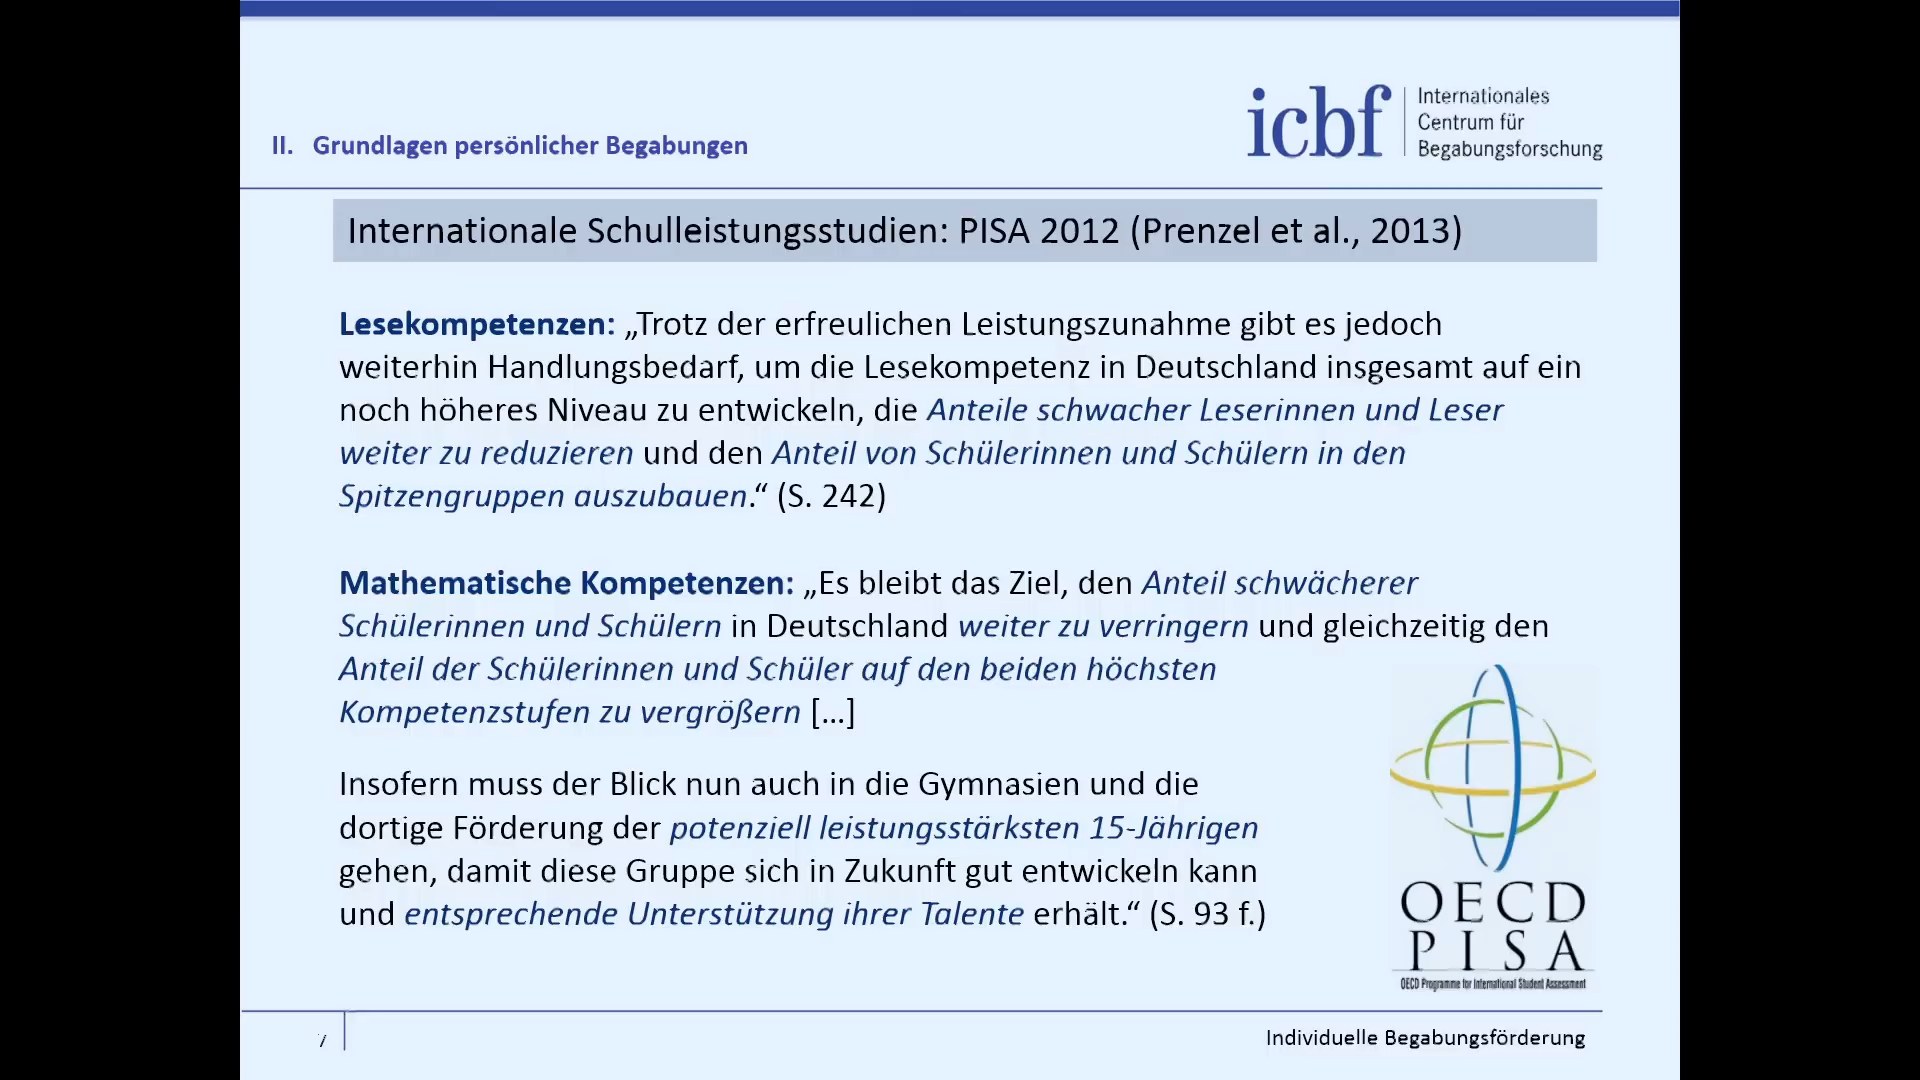 II. Grundlagen persönlicher Begabungen
icbf
Internationales
Centrum für
Begabungsforschung
Internationale Schulleistungsstudien: PISA 2012 (Prenzel et al., 2013)
Lesekompetenzen: „Trotz der erfreulichen Leistungszunahme gibt es jedoch
weiterhin Handlungsbedarf, um die Lesekompetenz in Deutschland insgesamt auf ein
noch höheres Niveau zu entwickeln, die Anteile schwacher Leserinnen und Leser
weiter zu reduzieren und den Anteil von Schülerinnen und Schülern in den
Spitzengruppen auszubauen.“ (S. 242)
Mathematische Kompetenzen: „Es bleibt das Ziel, den Anteil schwächerer
Schülerinnen und Schülern in Deutschland weiter zu verringern und gleichzeitig den
Anteil der Schülerinnen und Schüler auf den beiden höchsten
Kompetenzstufen zu vergrößern […]
Insofern muss der Blick nun auch in die Gymnasien und die
dortige Förderung der potenziell leistungsstärksten 15-Jährigen
gehen, damit diese Gruppe sich in Zukunft gut entwickeln kann
und entsprechende Unterstützung ihrer Talente erhält.“ (S. 93 f.)
OECD
PISA
OECD Programme for International Student Assessment
7
Individuelle Begabungsförderung